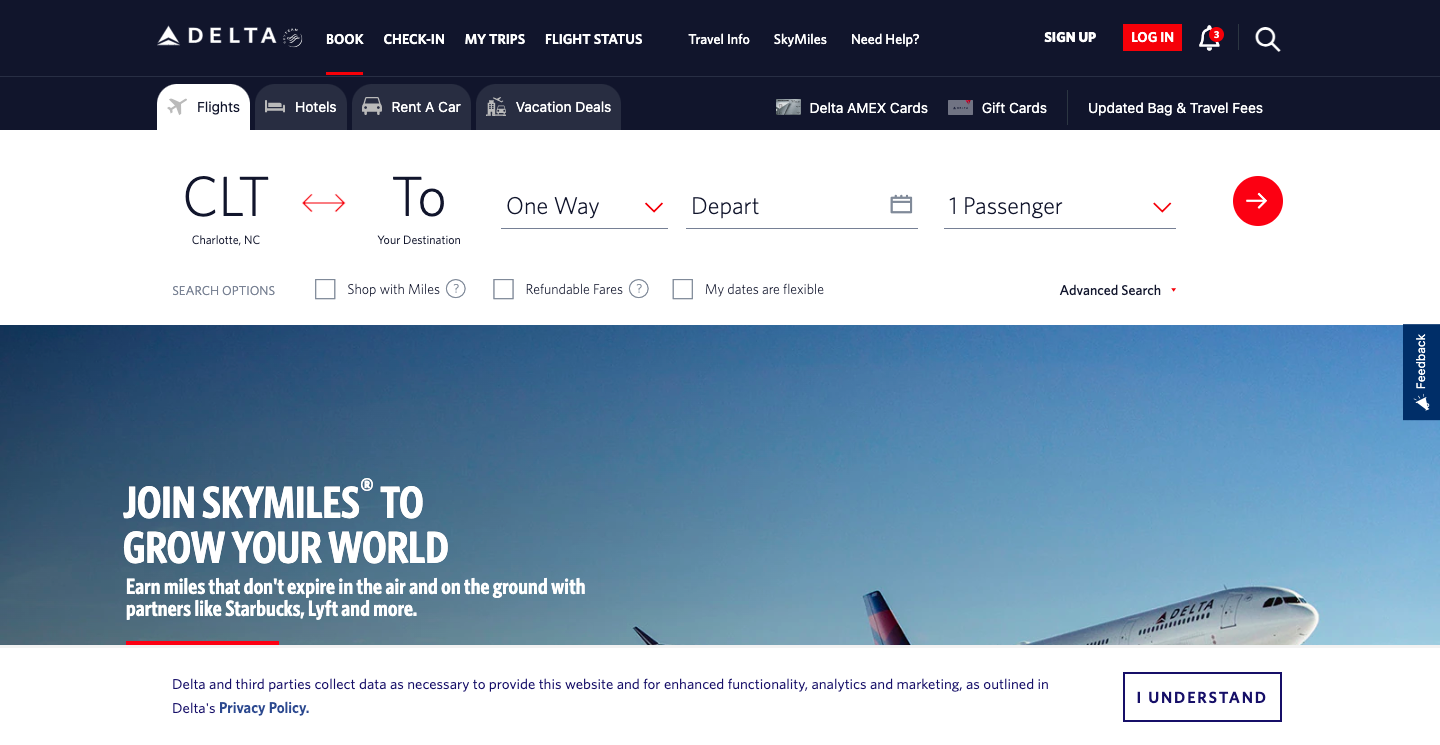 DELTA
BOOK CHECK-IN MY TRIPS FLIGHT STATUS Travel Info SkyMiles Need Help? SIGN UP LOG IN 3
Flights Hotels Rent A Car Vacation Deals Delta AMEX Cards Gift Cards Updated Bag & Travel Fees
CLT To One Way Depart 1 Passenger
Charlotte, NC Your Destination
SEARCH OPTIONS Shop with Miles ? Refundable Fares ? My dates are flexible Advanced Search
Feedback
JOIN SKYMILES® TO
GROW YOUR WORLD
Earn miles that don't expire in the air and on the ground with
partners like Starbucks, Lyft and more.
DELTA
Delta and third parties collect data as necessary to provide this website and for enhanced functionality, analytics and marketing, as outlined in
Delta's Privacy Policy.
I UNDERSTAND